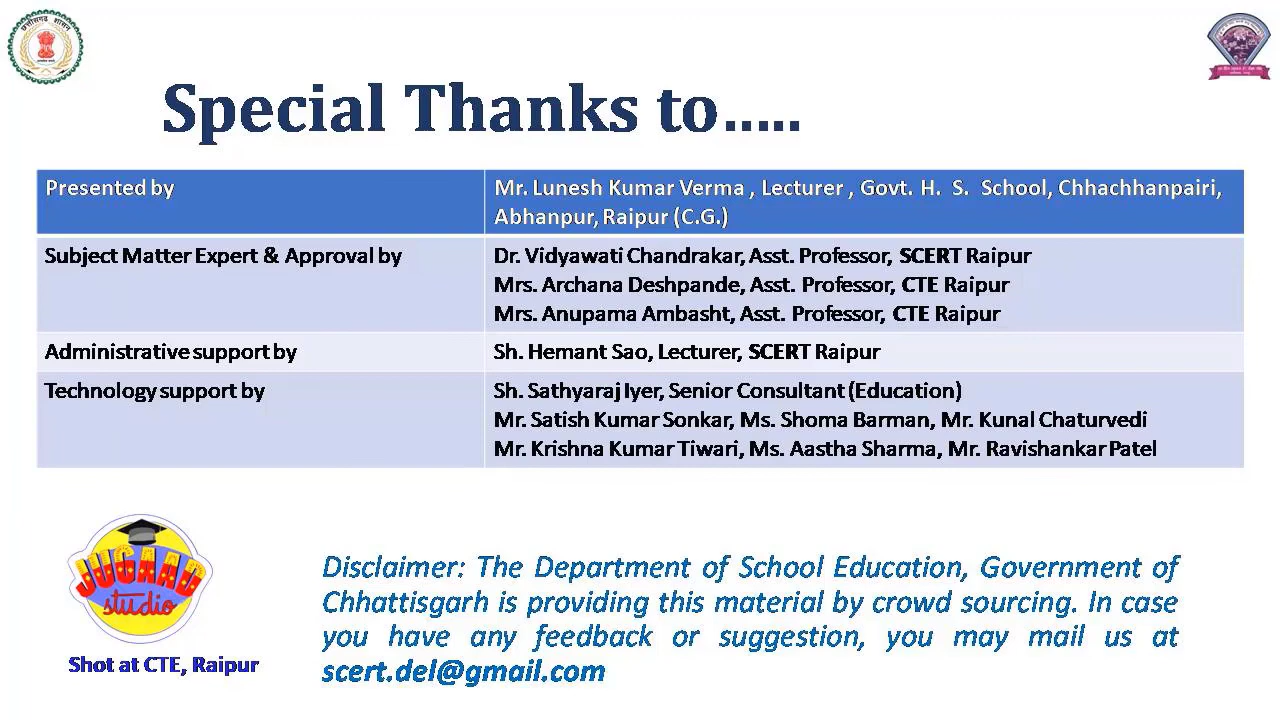 छत्तीसगढ़ शासन
Special Thanks to.....
Presented by
Mr. Lunesh Kumar Verma , Lecturer , Govt. H. S. School, Chhachhanpairi,
Abhanpur, Raipur (C.G.)
Subject Matter Expert & Approval by
Dr. Vidyawati Chandrakar, Asst. Professor, SCERT Raipur
Mrs. Archana Deshpande, Asst. Professor, CTE Raipur
Mrs. Anupama Ambasht, Asst. Professor, CTE Raipur
Administrative support by
Sh. Hemant Sao, Lecturer, SCERT Raipur
Technology support by
Sh. Sathyaraj Iyer, Senior Consultant (Education)
Mr. Satish Kumar Sonkar, Ms. Shoma Barman, Mr. Kunal Chaturvedi
Mr. Krishna Kumar Tiwari, Ms. Aastha Sharma, Mr. Ravishankar Patel
JUGAAD
studio
Shot at CTE, Raipur
Disclaimer: The Department of School Education, Government of
Chhattisgarh is providing this material by crowd sourcing. In case
you have any feedback or suggestion, you may mail us at
scert.del@gmail.com